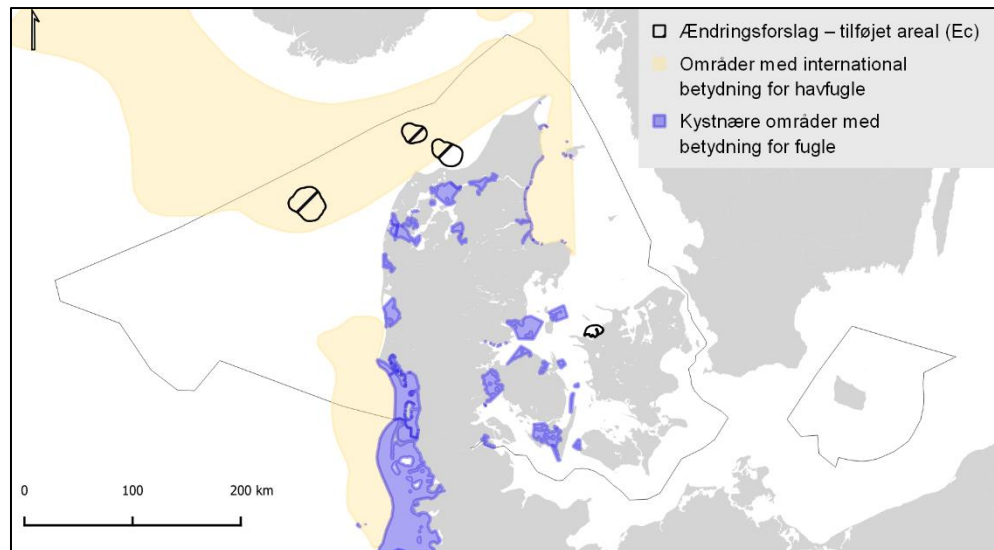 Ændringsforslag – tilføjet areal (Ec)
Områder med international
betydning for havfugle
Kystnære områder med
betydning for fugle
0 100 200 km